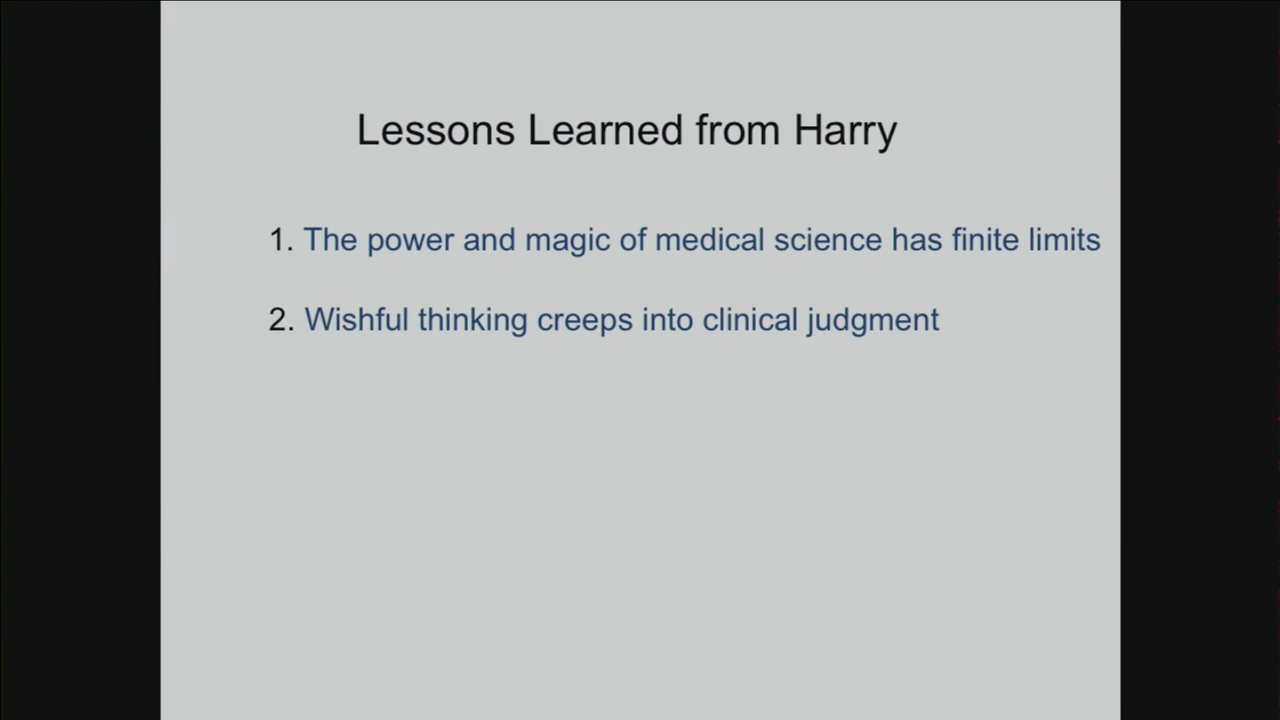 Lessons Learned from Harry
1. The power and magic of medical science has finite limits
2. Wishful thinking creeps into clinical judgment